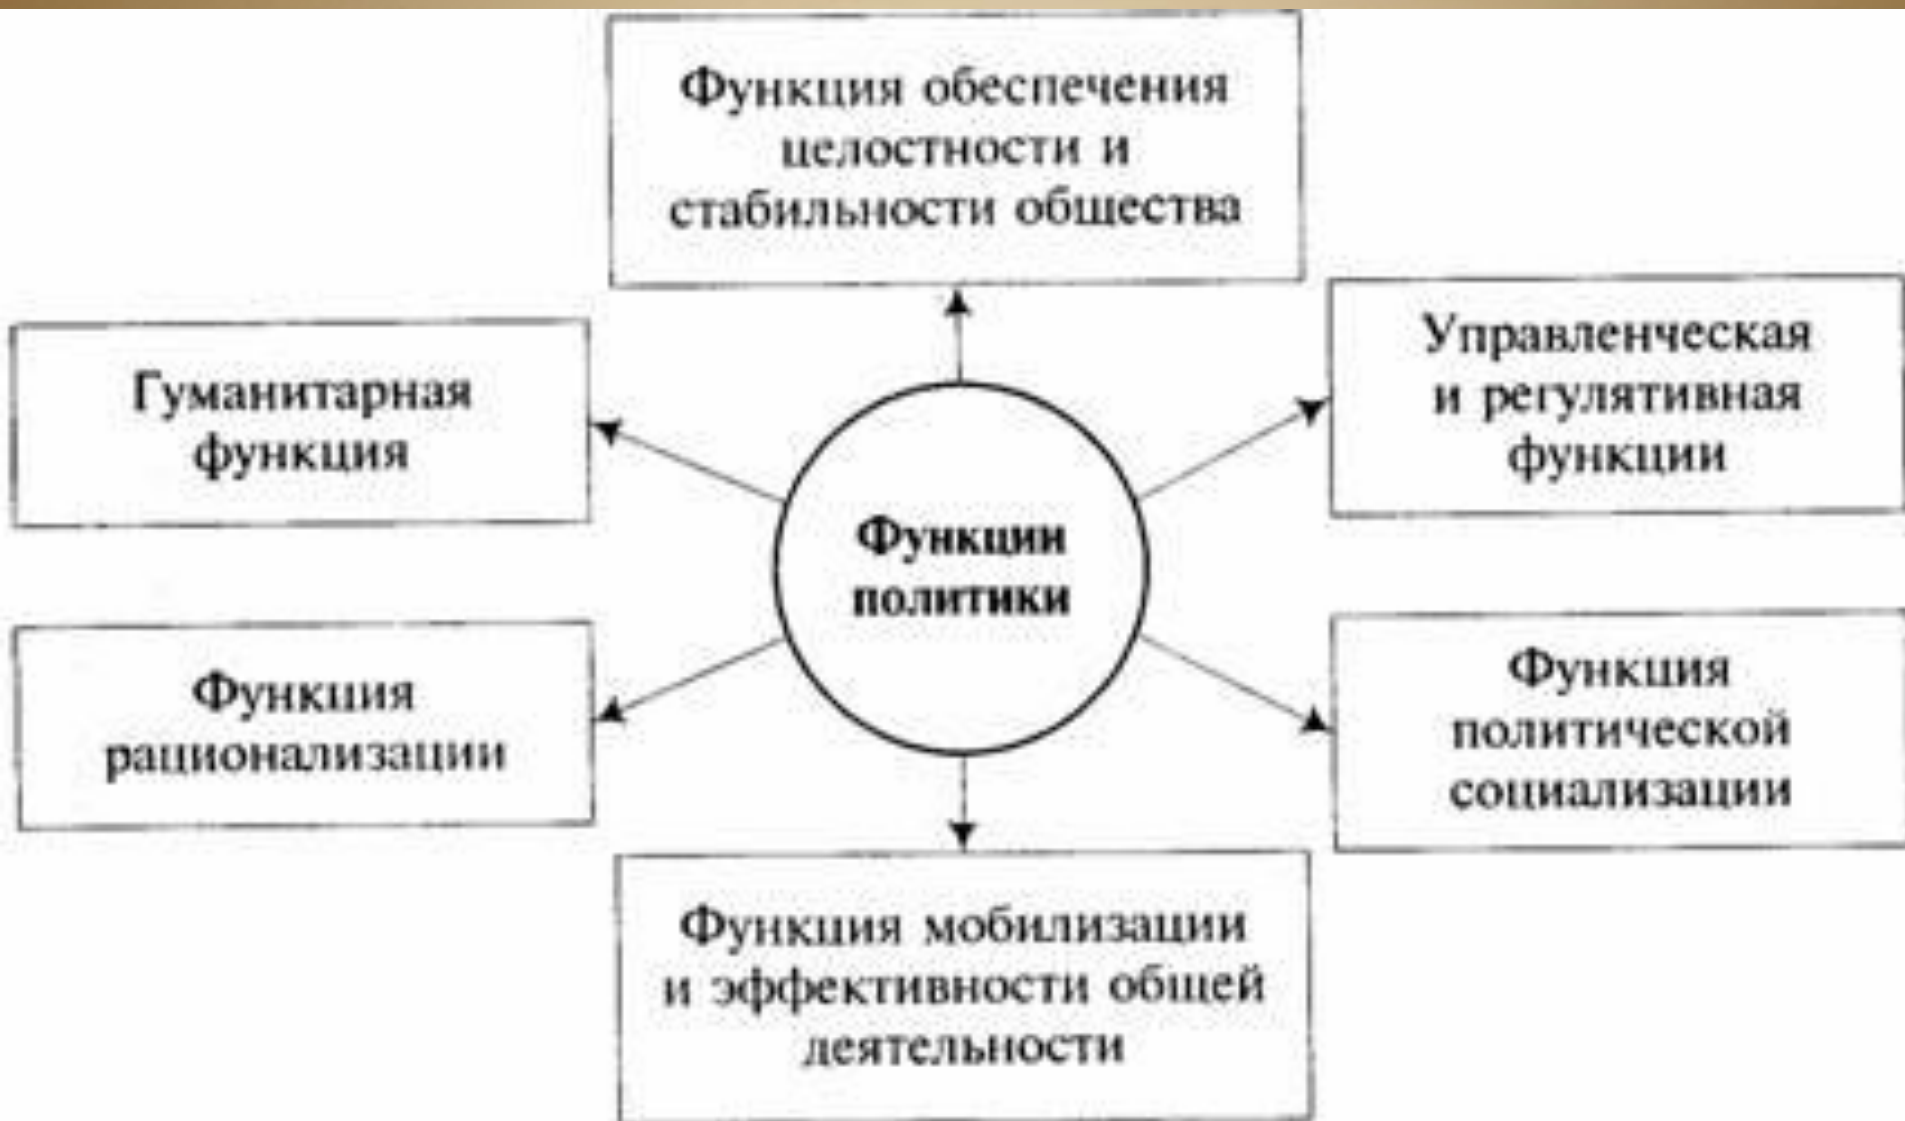 Функция обеспечения
целостности и
стабильности общества
Гуманитарная
функция
Управленческая
и регулятивная
функции
Функции
политики
Функция
рационализации
Функция
политической
социализации
Функция мобилизации
и эффективности общей
деятельности